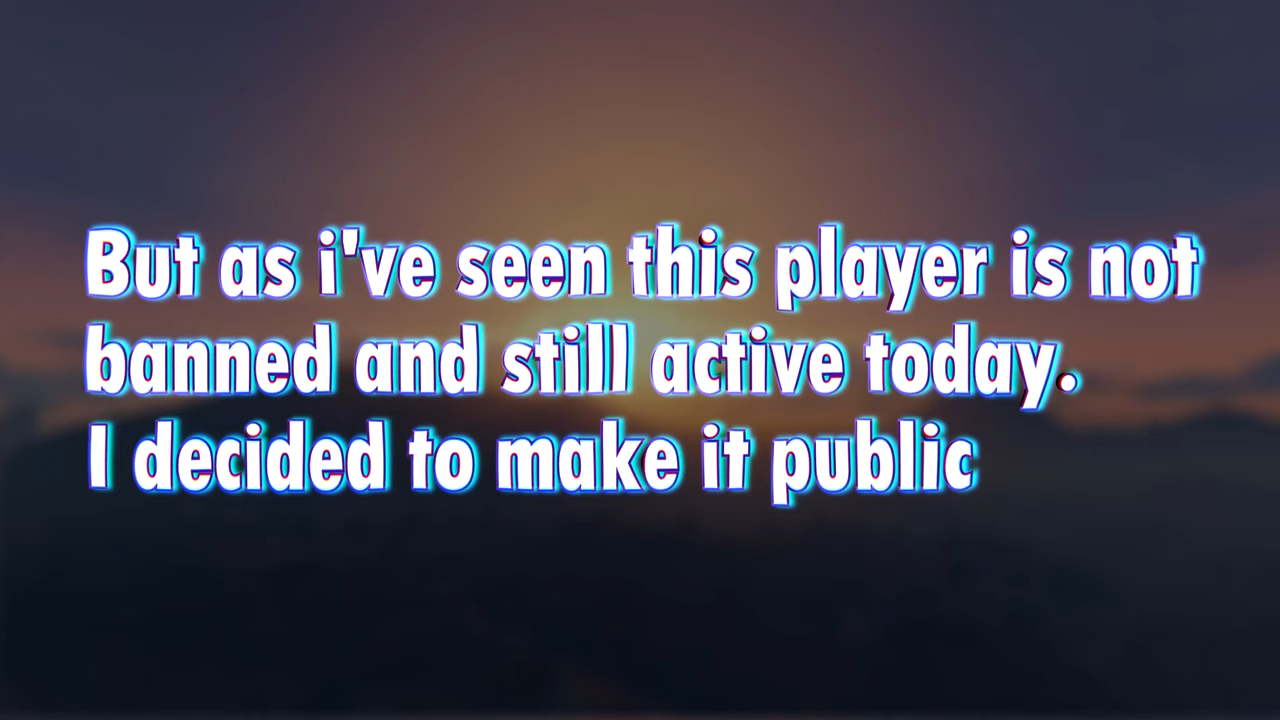 But as i've seen this player is not
banned and still active today.
I decided to make it public